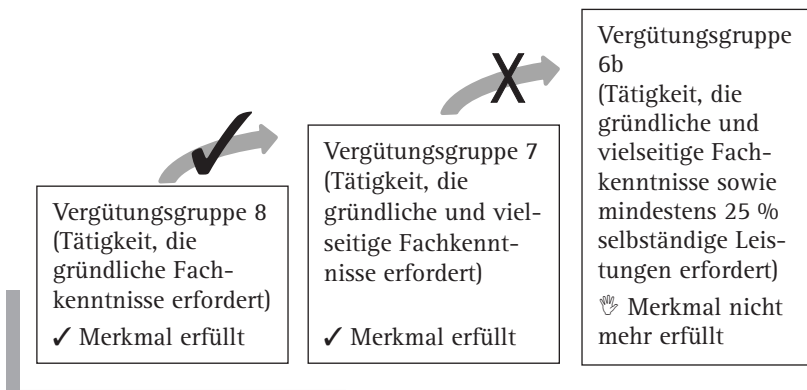 Vergütungsgruppe 8
(Tätigkeit, die
gründliche Fach-
kenntnisse erfordert)
✓ Merkmal erfüllt
Vergütungsgruppe 7
(Tätigkeit, die
gründliche und viel-
seitige Fachkennt-
nisse erfordert)
✓ Merkmal erfüllt
Vergütungsgruppe
6b
(Tätigkeit, die
gründliche und
vielseitige Fach-
kenntnisse sowie
mindestens 25 %
selbständige Leis-
tungen erfordert)
🖑 Merkmal nicht
mehr erfüllt